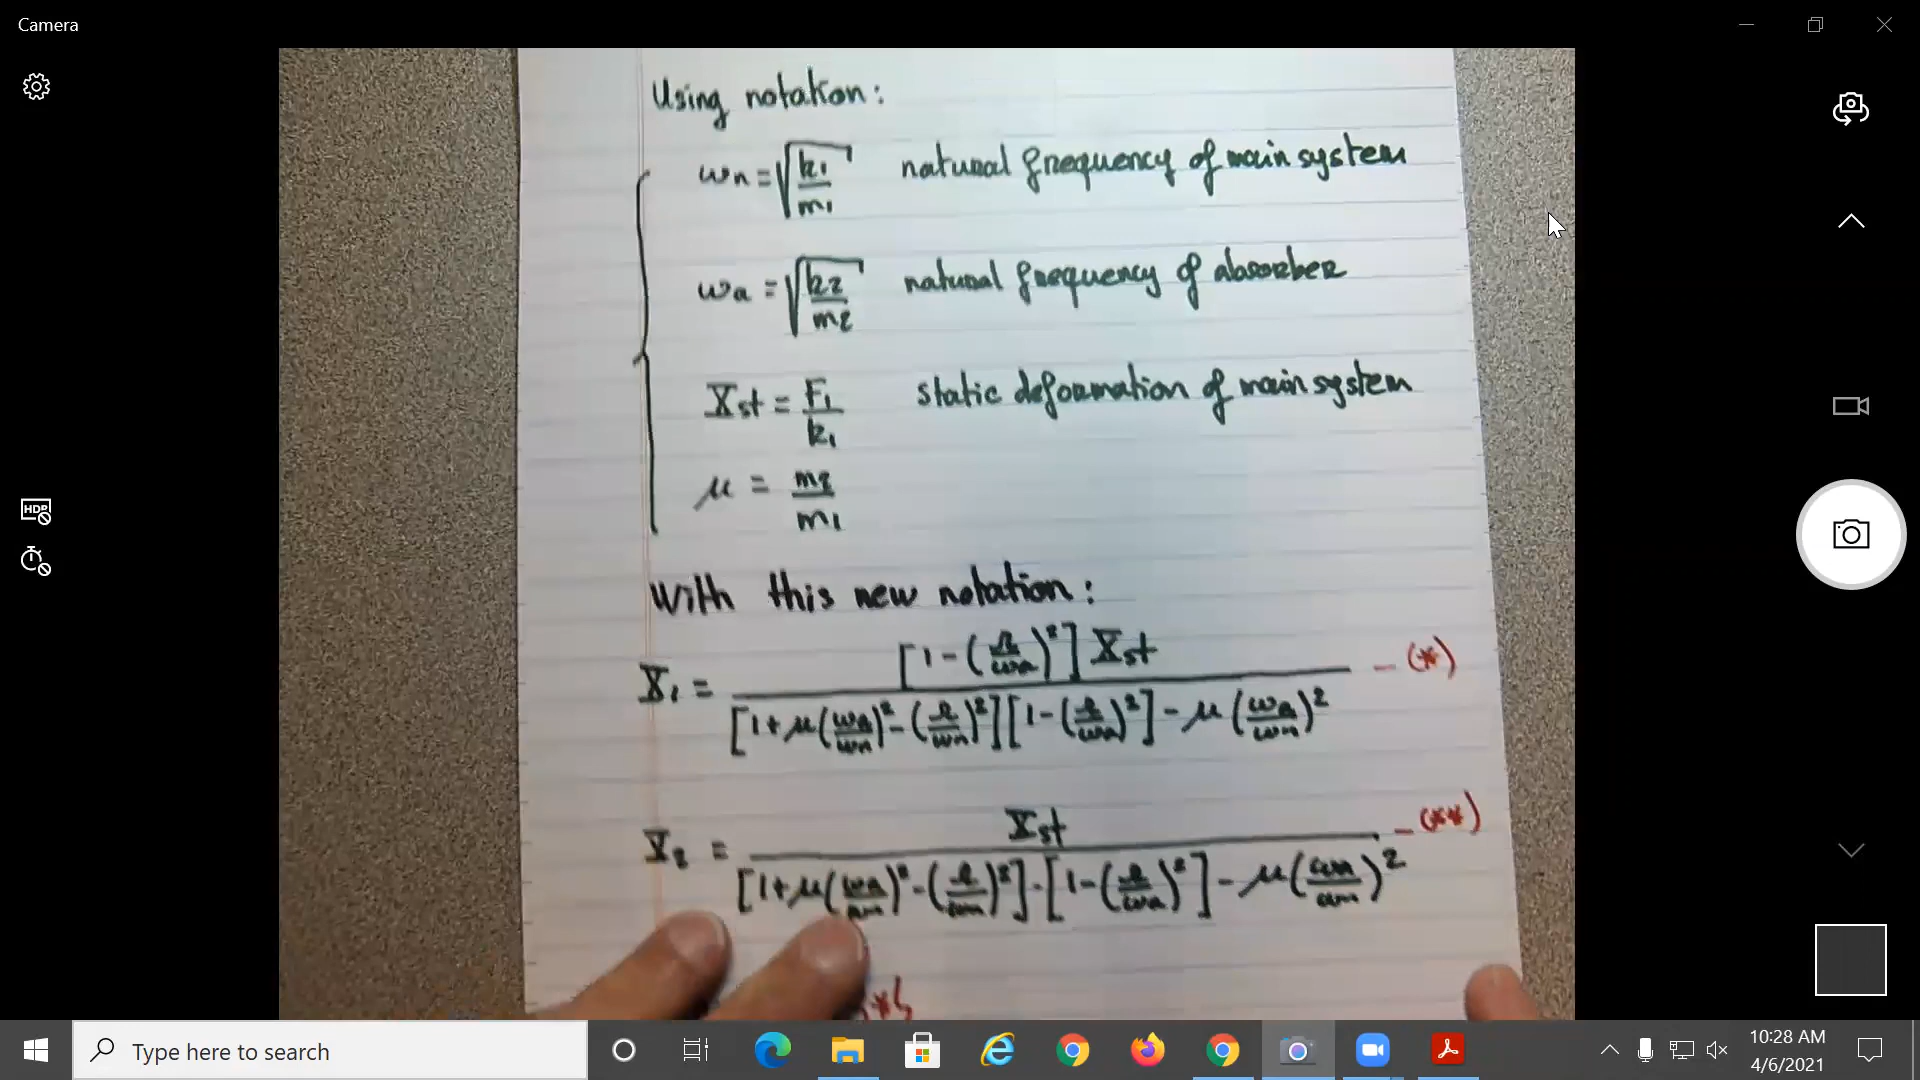 Camera
Using notation:
ωn = √(k1/m1) natural frequency of main system
ωa = √(k2/m2) natural frequency of absorber
Xst = F1/k1 static deformation of main system
μ = m2/m1
With this new notation:
X1 = [1-(Ω/ωa)²] Xst / [1+μ(ωa/ωn)²-(Ω/ωn)²][1-(Ω/ωa)²]-μ(ωa/ωn)² - (*)
X2 = Xst / [1+μ(ωa/ωn)²-(Ω/ωn)²]·[1-(Ω/ωa)²]-μ(ωa/ωn)² - (**)
HDR
Type here to search
10:28 AM
4/6/2021